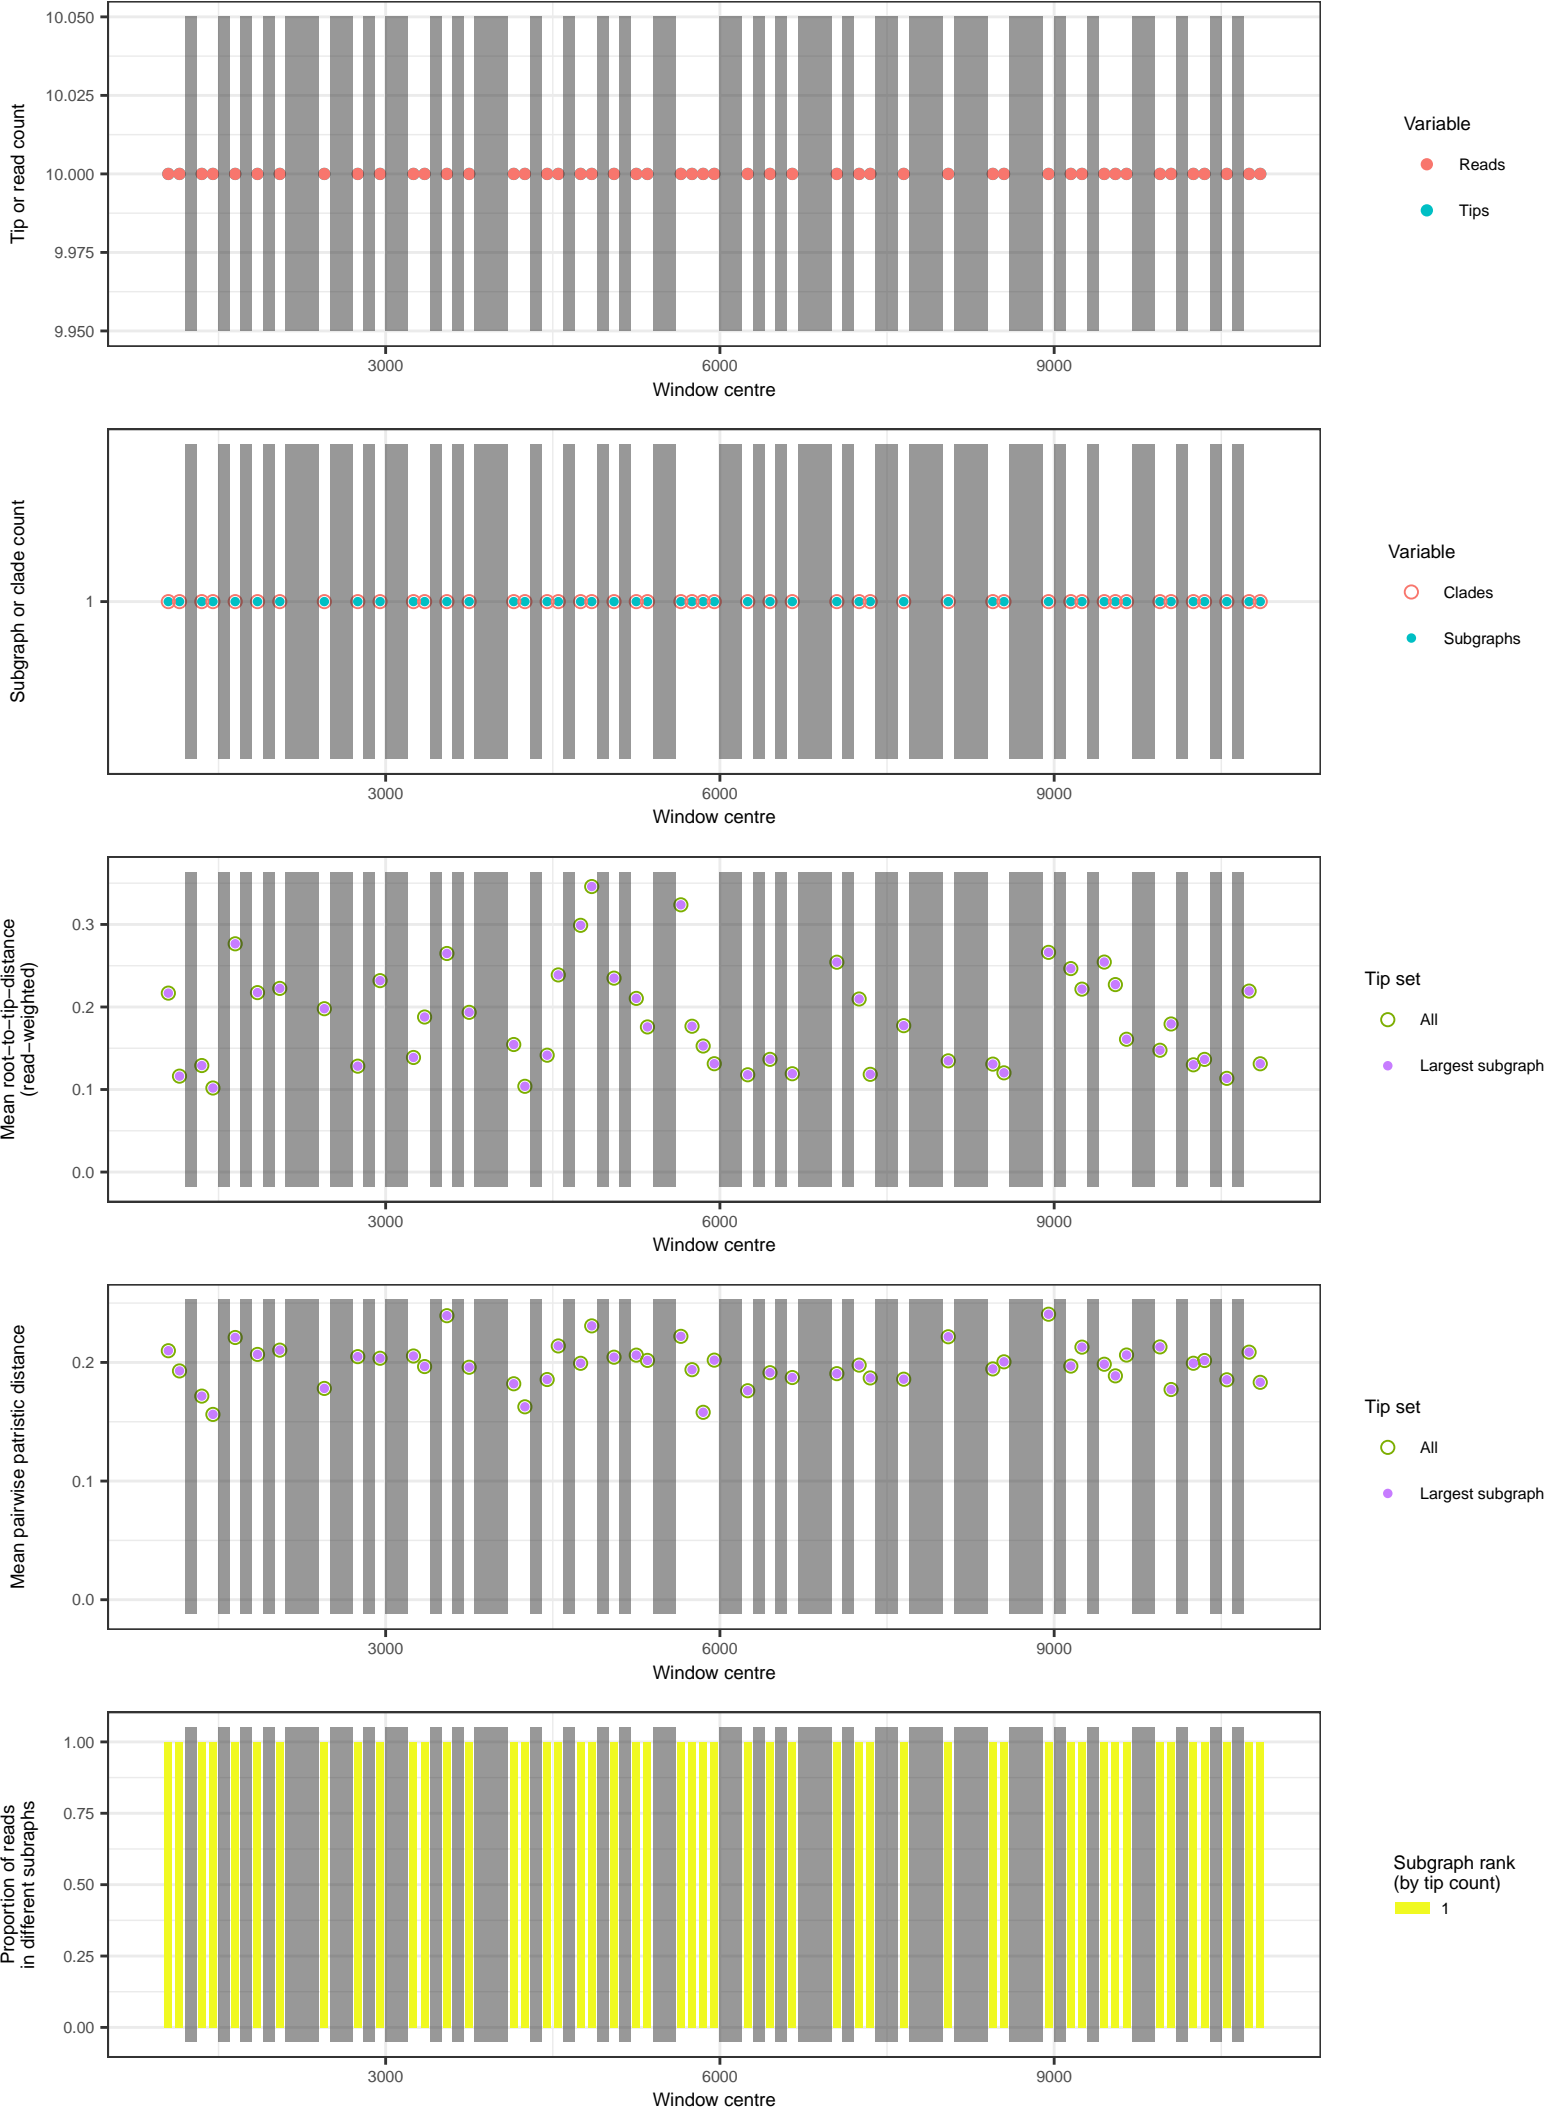 10.050
10.025
10.000
9.975
9.950
Tip or read count
3000
6000
9000
Window centre
Variable
Reads
Tips
1
Subgraph or clade count
3000
6000
9000
Window centre
Variable
Clades
Subgraphs
0.3
0.2
0.1
0.0
Mean root−to−tip−distance
(read−weighted)
3000
6000
9000
Window centre
Tip set
All
Largest subgraph
0.2
0.1
0.0
Mean pairwise patristic distance
3000
6000
9000
Window centre
Tip set
All
Largest subgraph
1.00
0.75
0.50
0.25
0.00
Proportion of reads
in different subraphs
3000
6000
9000
Window centre
Subgraph rank
(by tip count)
1